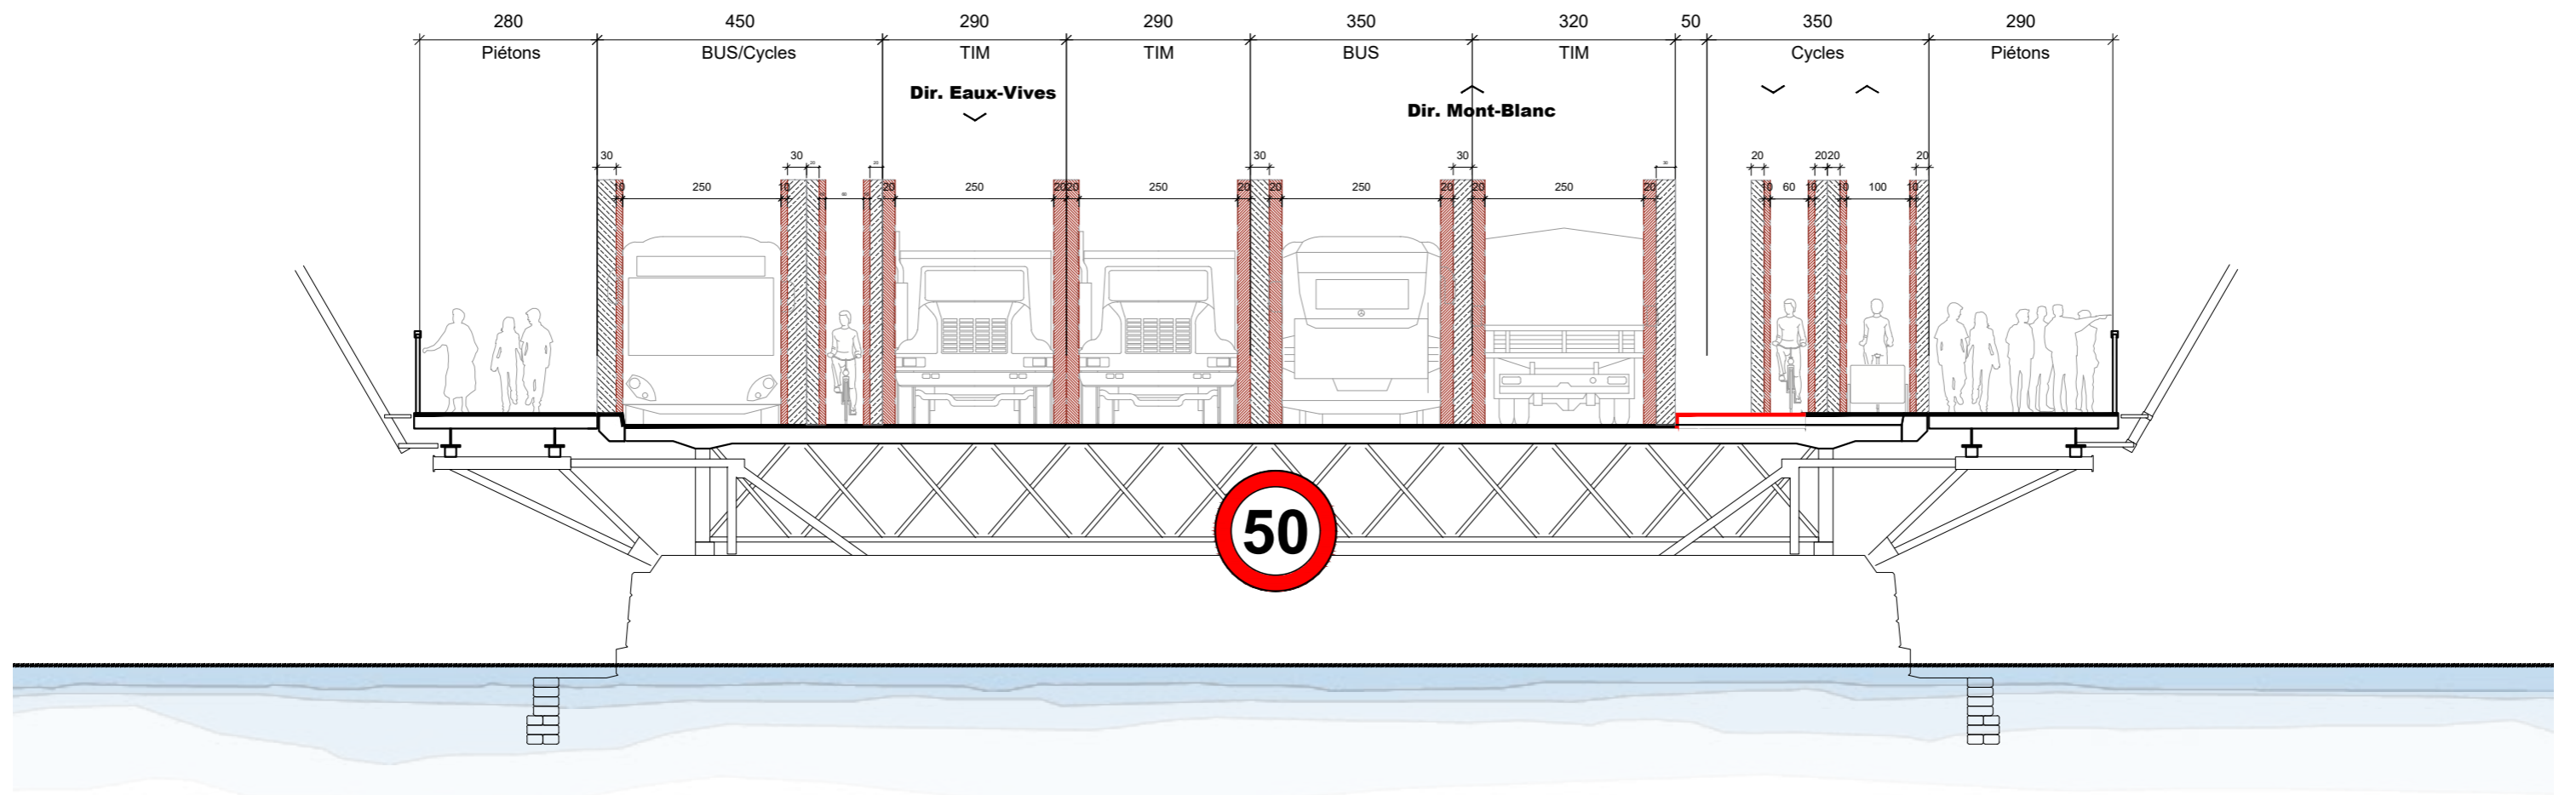 280 450 290 290 350 320 50 350 290
Piétons BUS/Cycles TIM TIM BUS TIM Cycles Piétons
Dir. Eaux-Vives
Dir. Mont-Blanc
30 30 30 30 20 2020 20
10 250 10 20 250 2020 250 20 20 250 20 20 250 20 10 60 10 10 100 10
50